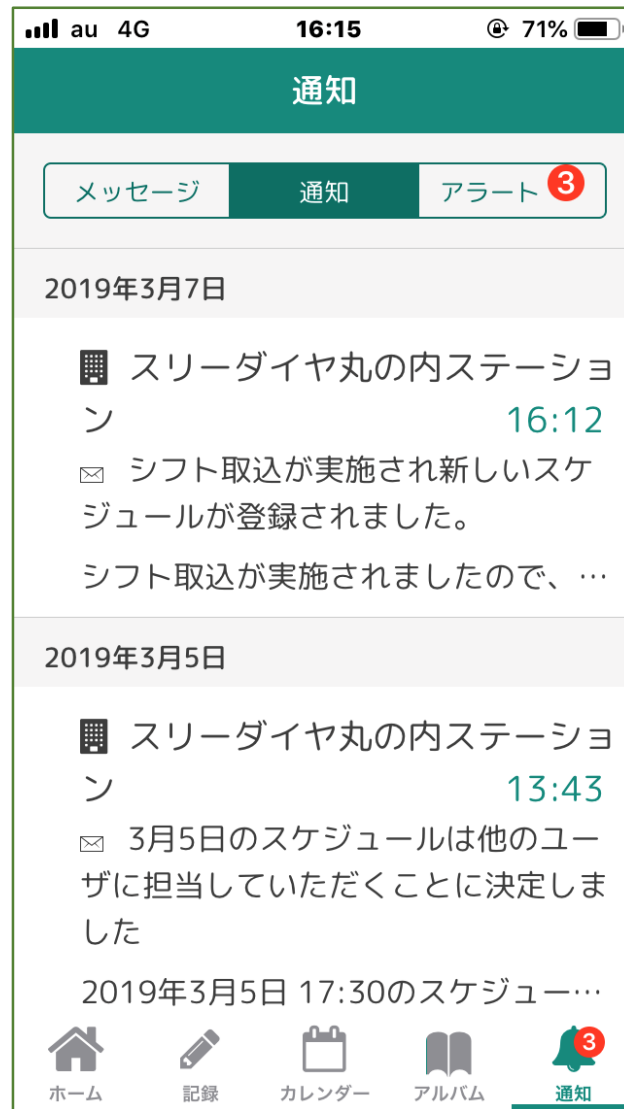 au 4G 16:15 71%
通知
メッセージ 通知 アラート 3
2019年3月7日
スリーダイヤ丸の内ステーショ
ン 16:12
シフト取込が実施され新しいスケ
ジュールが登録されました。
シフト取込が実施されましたので、…
2019年3月5日
スリーダイヤ丸の内ステーショ
ン 13:43
3月5日のスケジュールは他のユー
ザに担当していただくことに決定しま
した
2019年3月5日 17:30のスケジュー…
3
ホーム 記録 カレンダー アルバム 通知